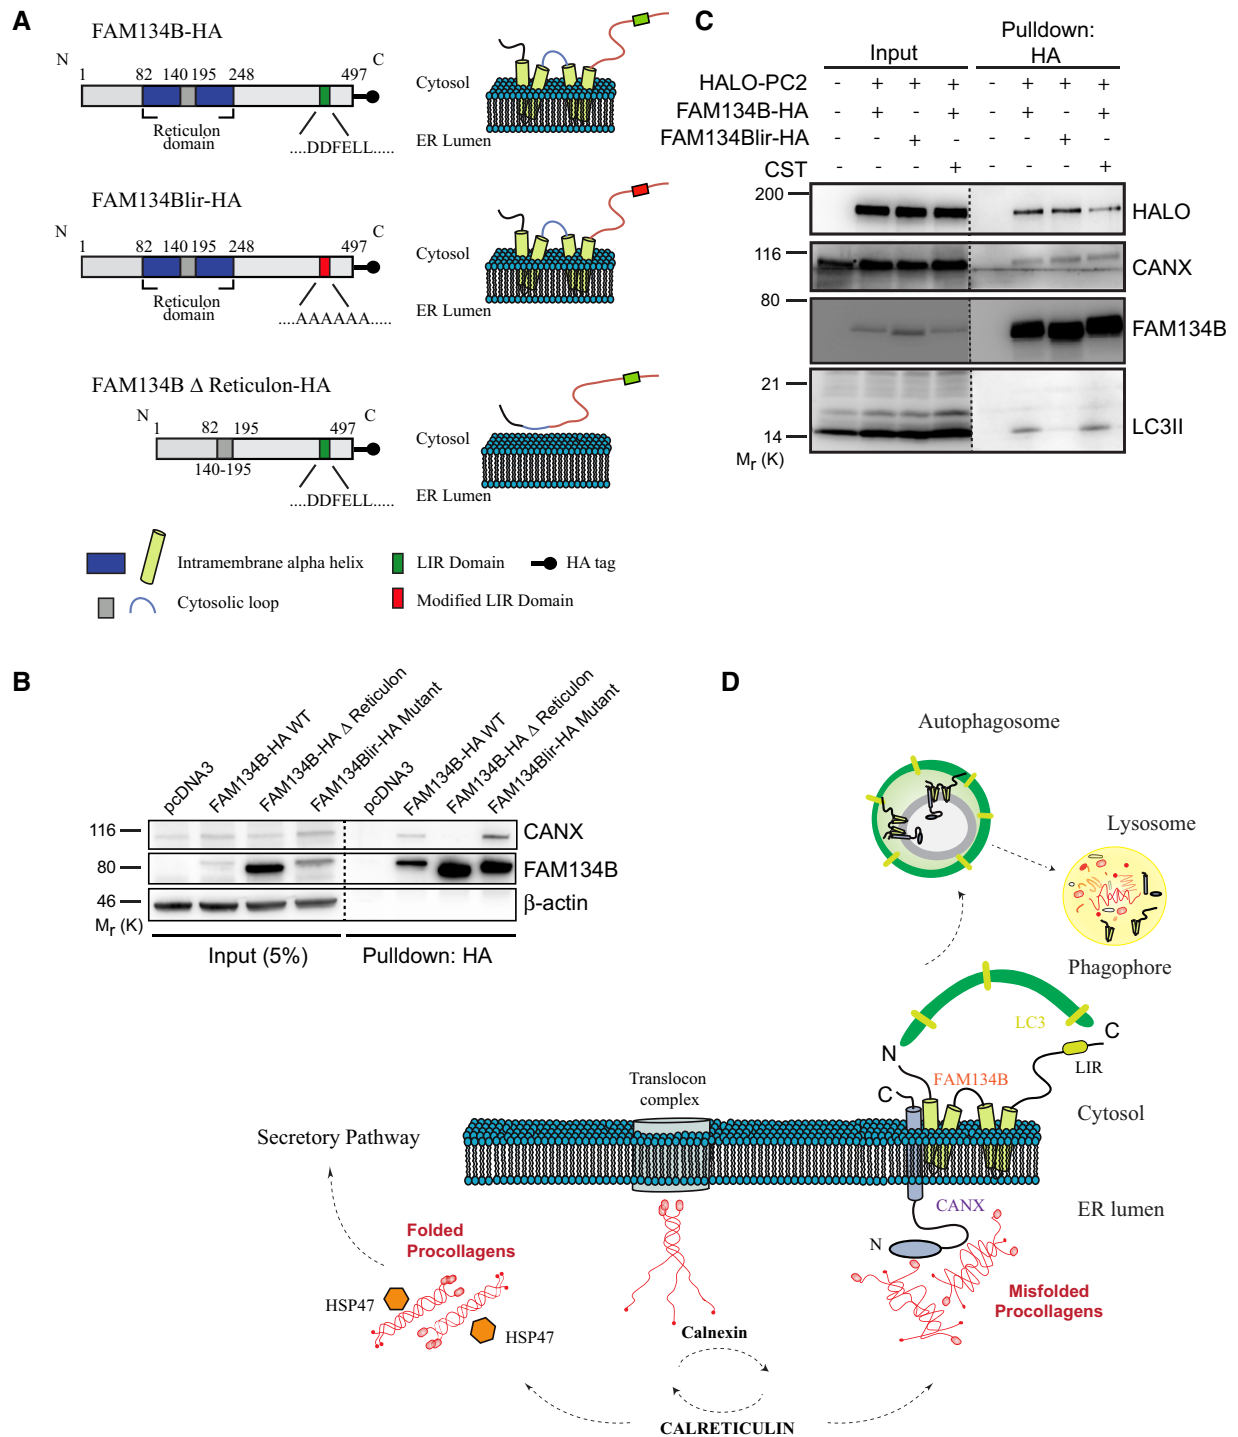 A
FAM134B-HA
N
C
1 82 140 195 248 497
Reticulon
domain
....DDFELL.....
Cytosol
ER Lumen
FAM134Blir-HA
N
C
1 82 140 195 248 497
Reticulon
domain
....AAAAAA.....
Cytosol
ER Lumen
FAM134B Δ Reticulon-HA
N
C
1 82 195 497
140-195
....DDFELL.....
Cytosol
ER Lumen
Intramembrane alpha helix
LIR Domain
HA tag
Cytosolic loop
Modified LIR Domain
C
Input
Pulldown:
HA
HALO-PC2 - + + + - + + +
FAM134B-HA - + - + - + - +
FAM134Blir-HA - - + - - - + -
CST - - - + - - - +
200
HALO
116
CANX
80
FAM134B
21
14
LC3II
Mr (K)
B
pcDNA3
FAM134B-HA WT
FAM134B-HA Δ Reticulon
FAM134Blir-HA Mutant
pcDNA3
FAM134B-HA WT
FAM134B-HA Δ Reticulon
FAM134Blir-HA Mutant
116
CANX
80
FAM134B
46
β-actin
Mr (K)
Input (5%)
Pulldown: HA
D
Autophagosome
Lysosome
Phagophore
LC3
N
C
LIR
FAM134B
C
Cytosol
Translocon
complex
Secretory Pathway
CANX
ER lumen
N
Folded
Procollagens
HSP47
HSP47
Misfolded
Procollagens
Calnexin
CALRETICULIN